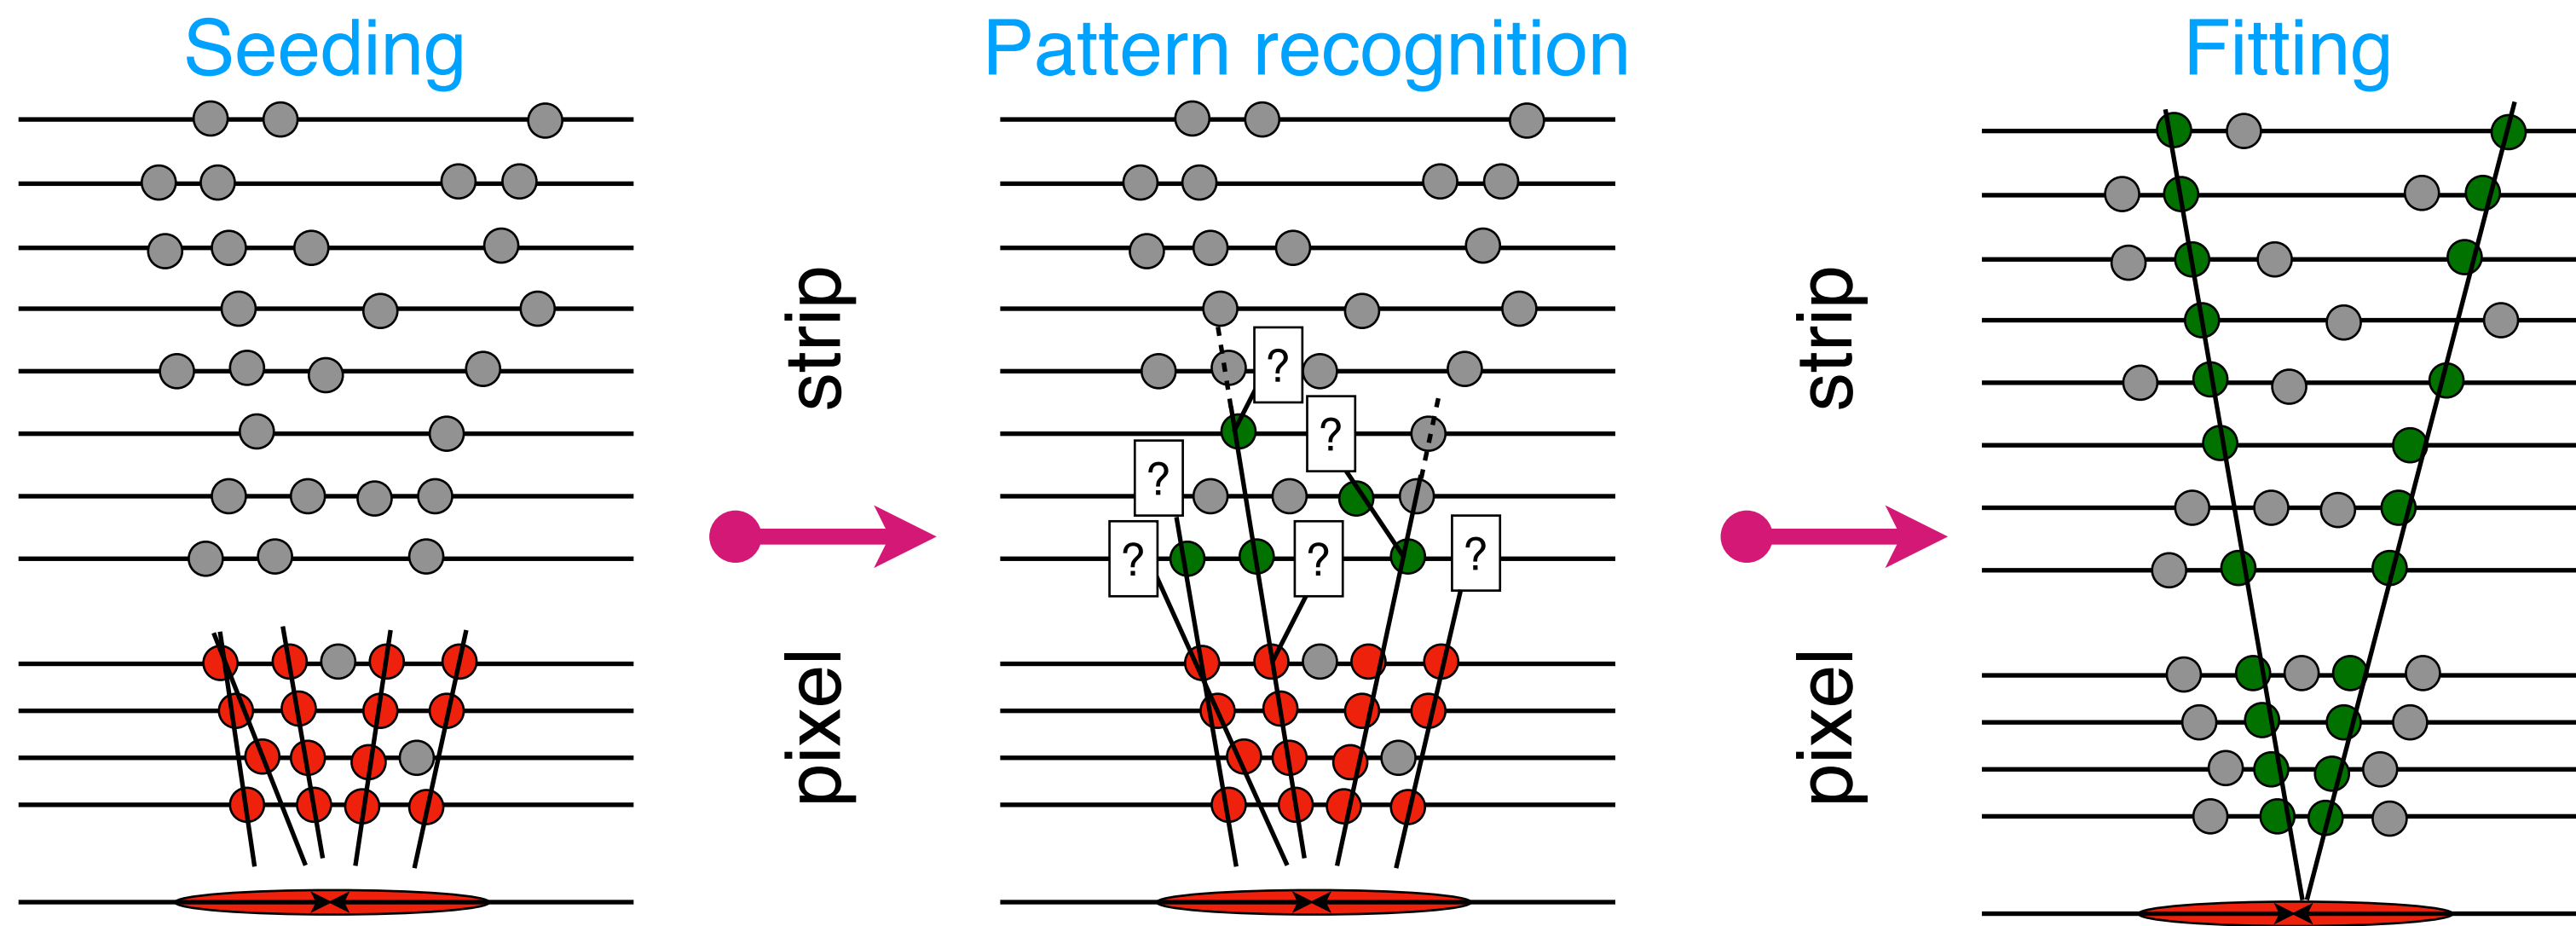 Seeding
Pattern recognition
Fitting
strip
strip
?
?
?
?
?
?
pixel
pixel